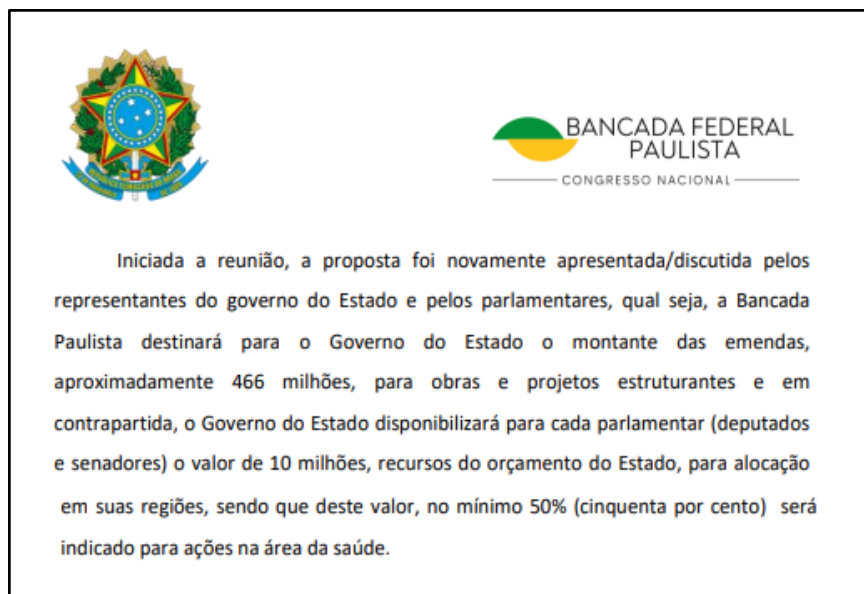 BANCADA FEDERAL
PAULISTA
CONGRESSO NACIONAL
Iniciada a reunião, a proposta foi novamente apresentada/discutida pelos
representantes do governo do Estado e pelos parlamentares, qual seja, a Bancada
Paulista destinará para o Governo do Estado o montante das emendas,
aproximadamente 466 milhões, para obras e projetos estruturantes e em
contrapartida, o Governo do Estado disponibilizará para cada parlamentar (deputados
e senadores) o valor de 10 milhões, recursos do orçamento do Estado, para alocação
em suas regiões, sendo que deste valor, no mínimo 50% (cinquenta por cento) será
indicado para ações na área da saúde.